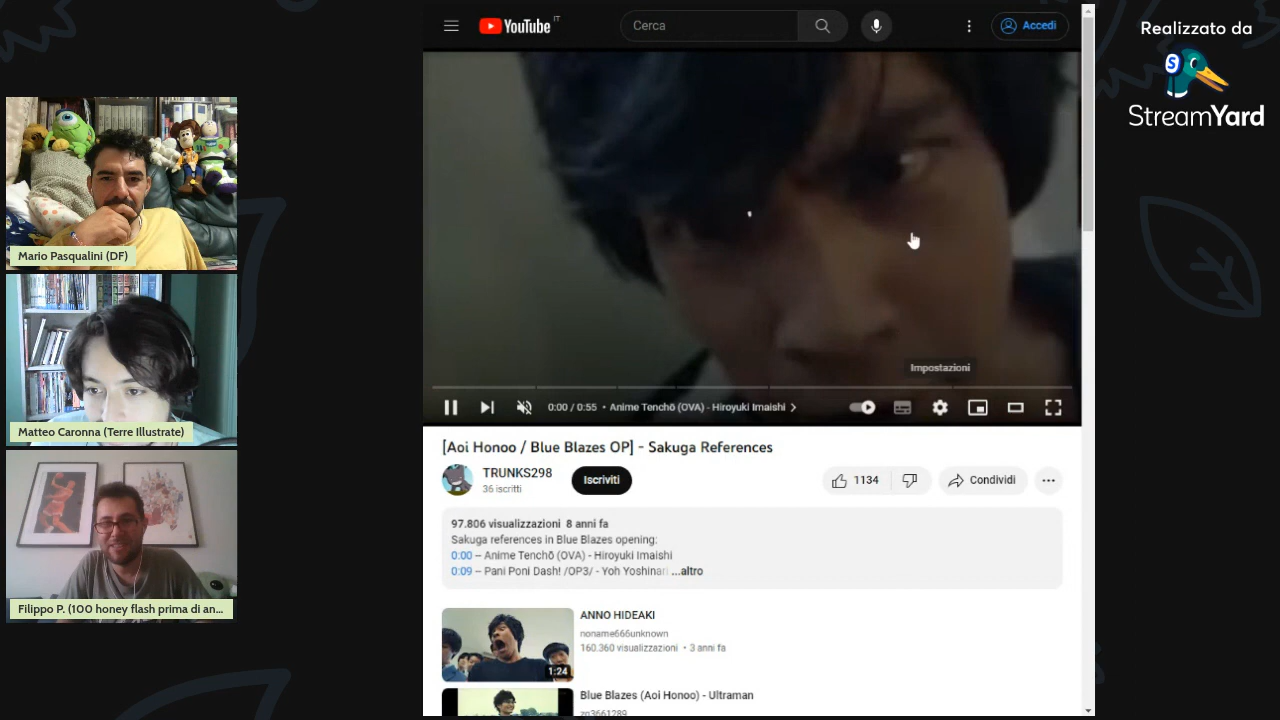 YouTube IT
Cerca
Accedi
Realizzato da
StreamYard
Mario Pasqualini (DF)
Matteo Caronna (Terre Illustrate)
Filippo P. (100 honey flash prima di an...
Impostazioni
0:00 / 0:55 • Anime Tenchō (OVA) - Hiroyuki Imaishi
[Aoi Honoo / Blue Blazes OP] - Sakuga References
TRUNKS298
36 iscritti
Iscriviti
1134
Condividi
97.806 visualizzazioni 8 anni fa
Sakuga references in Blue Blazes opening:
0:00 – Anime Tenchō (OVA) - Hiroyuki Imaishi
0:09 – Pani Poni Dash! /OP3/ - Yoh Yoshinari ...altro
ANNO HIDEAKI
noname666unknown
160.360 visualizzazioni • 3 anni fa
1:24
Blue Blazes (Aoi Honoo) - Ultraman
zo3661289